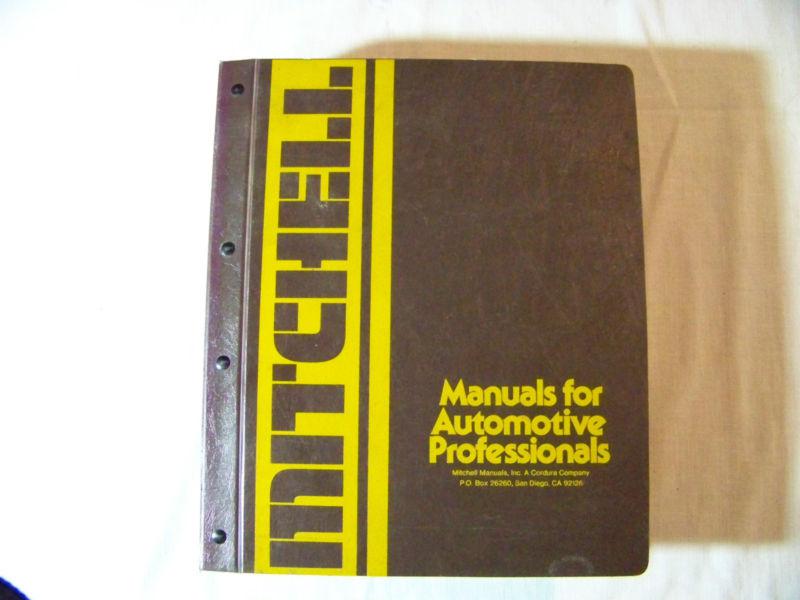 MITCHELL
Manuals for
Automotive
Professionals
Mitchell Manuals, Inc. A Cordura Company
P.O. Box 26260, San Diego, CA 92126